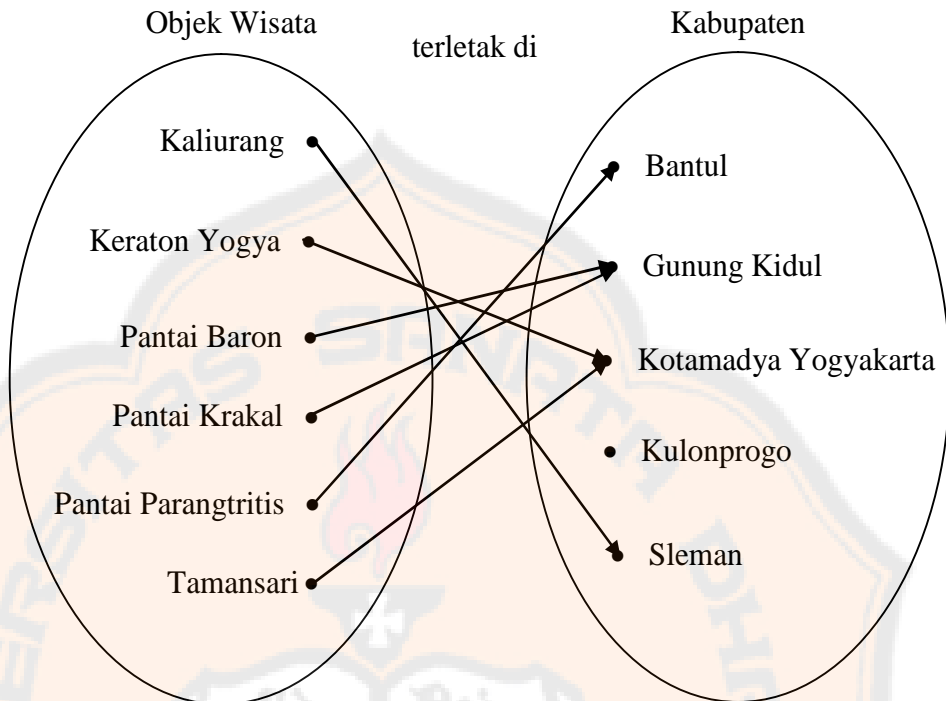 Objek Wisata
terletak di
Kabupaten
Kaliurang
Keraton Yogya
Pantai Baron
Pantai Krakal
Pantai Parangtritis
Tamansari
Bantul
Gunung Kidul
Kotamadya Yogyakarta
Kulonprogo
Sleman